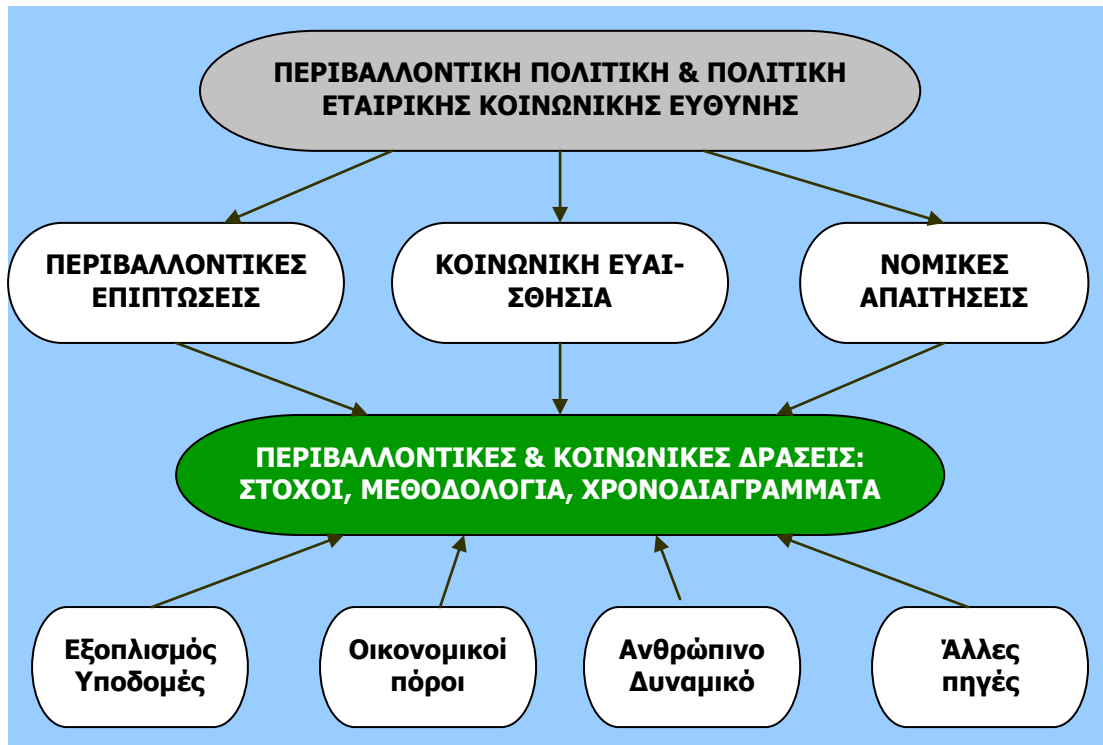 ΠΕΡΙΒΑΛΛΟΝΤΙΚΗ ΠΟΛΙΤΙΚΗ & ΠΟΛΙΤΙΚΗ
ΕΤΑΙΡΙΚΗΣ ΚΟΙΝΩΝΙΚΗΣ ΕΥΘΥΝΗΣ
ΠΕΡΙΒΑΛΛΟΝΤΙΚΕΣ
ΕΠΙΠΤΩΣΕΙΣ
ΚΟΙΝΩΝΙΚΗ ΕΥΑΙ-
ΣΘΗΣΙΑ
ΝΟΜΙΚΕΣ
ΑΠΑΙΤΗΣΕΙΣ
ΠΕΡΙΒΑΛΛΟΝΤΙΚΕΣ & ΚΟΙΝΩΝΙΚΕΣ ΔΡΑΣΕΙΣ:
ΣΤΟΧΟΙ, ΜΕΘΟΔΟΛΟΓΙΑ, ΧΡΟΝΟΔΙΑΓΡΑΜΜΑΤΑ
Εξοπλισμός
Υποδομές
Οικονομικοί
πόροι
Ανθρώπινο
Δυναμικό
Άλλες
πηγές